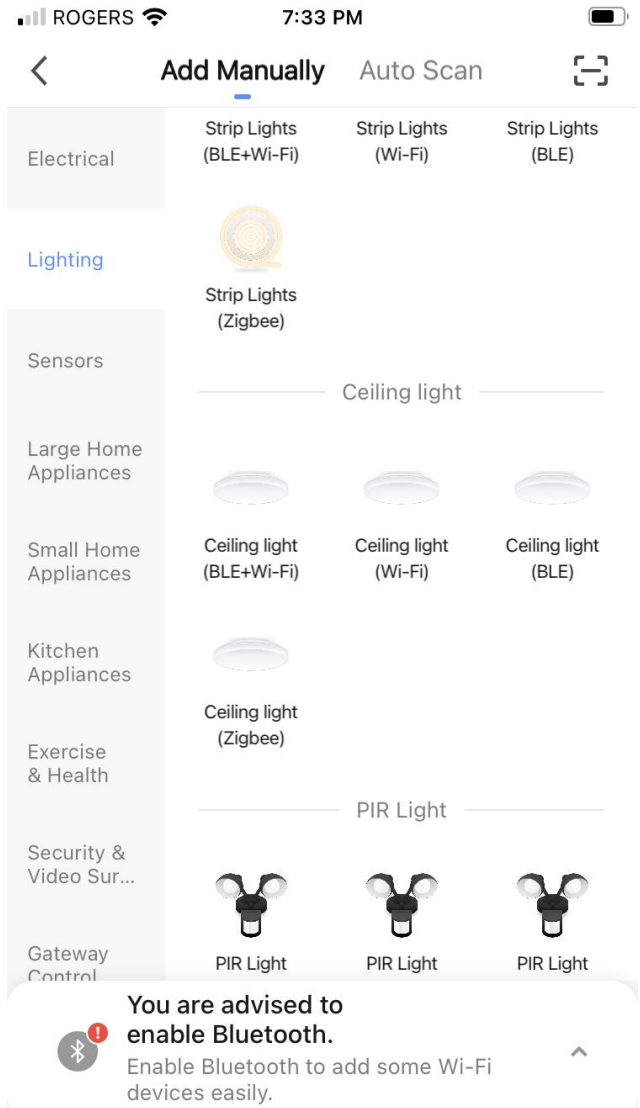 ROGERS 7:33 PM
Add Manually Auto Scan
Electrical
Lighting
Sensors
Large Home
Appliances
Small Home
Appliances
Kitchen
Appliances
Exercise
& Health
Security &
Video Sur...
Gateway
Control
Strip Lights Strip Lights Strip Lights
(BLE+Wi-Fi) (Wi-Fi) (BLE)
Strip Lights
(Zigbee)
Ceiling light
Ceiling light Ceiling light Ceiling light
(BLE+Wi-Fi) (Wi-Fi) (BLE)
Ceiling light
(Zigbee)
PIR Light
PIR Light PIR Light PIR Light
You are advised to
enable Bluetooth.
Enable Bluetooth to add some Wi-Fi
devices easily.